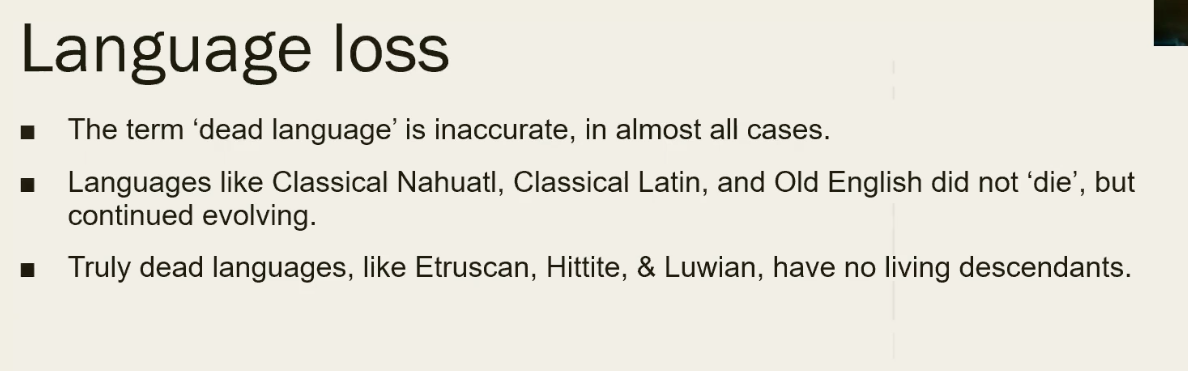 Language loss
▪ The term ‘dead language’ is inaccurate, in almost all cases.
▪ Languages like Classical Nahuatl, Classical Latin, and Old English did not ‘die’, but
continued evolving.
▪ Truly dead languages, like Etruscan, Hittite, & Luwian, have no living descendants.